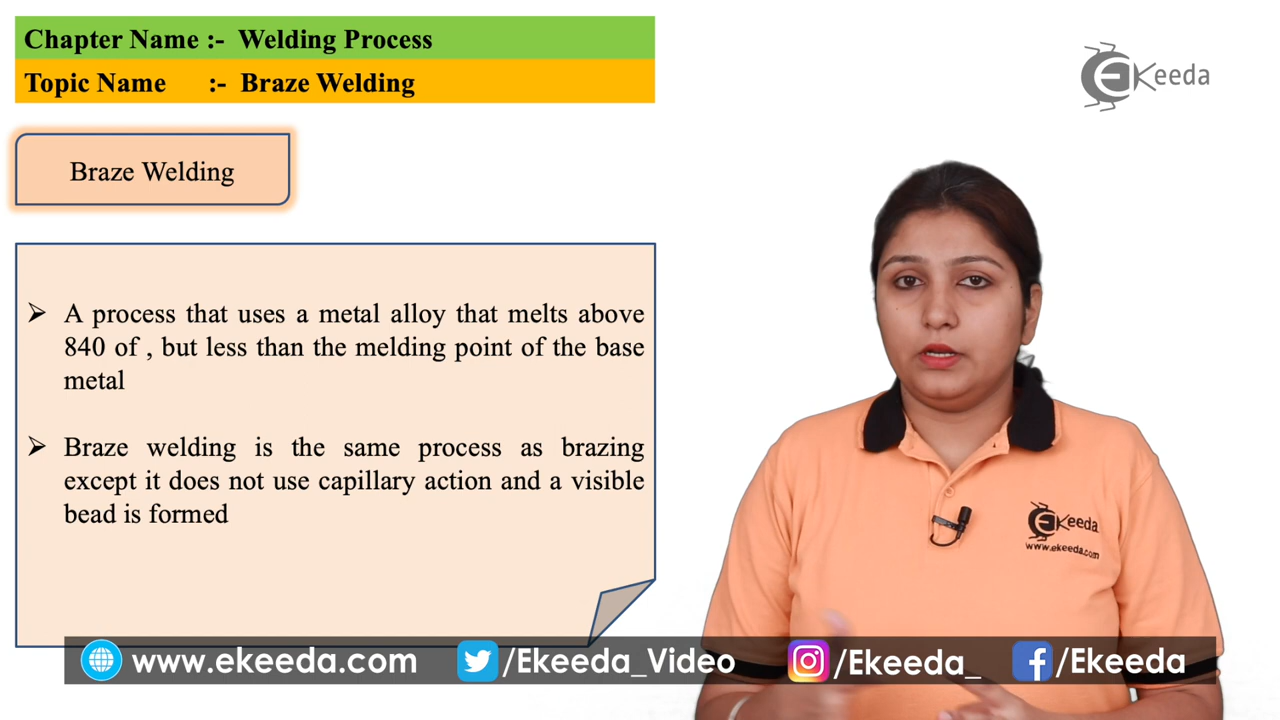 Chapter Name :- Welding Process
Topic Name :- Braze Welding
EKeeda
Braze Welding
➢ A process that uses a metal alloy that melts above
840 of , but less than the melding point of the base
metal
➢ Braze welding is the same process as brazing
except it does not use capillary action and a visible
bead is formed
EKeeda
www.ekeeda.com
www.ekeeda.com /Ekeeda_Video /Ekeeda_ /Ekeeda